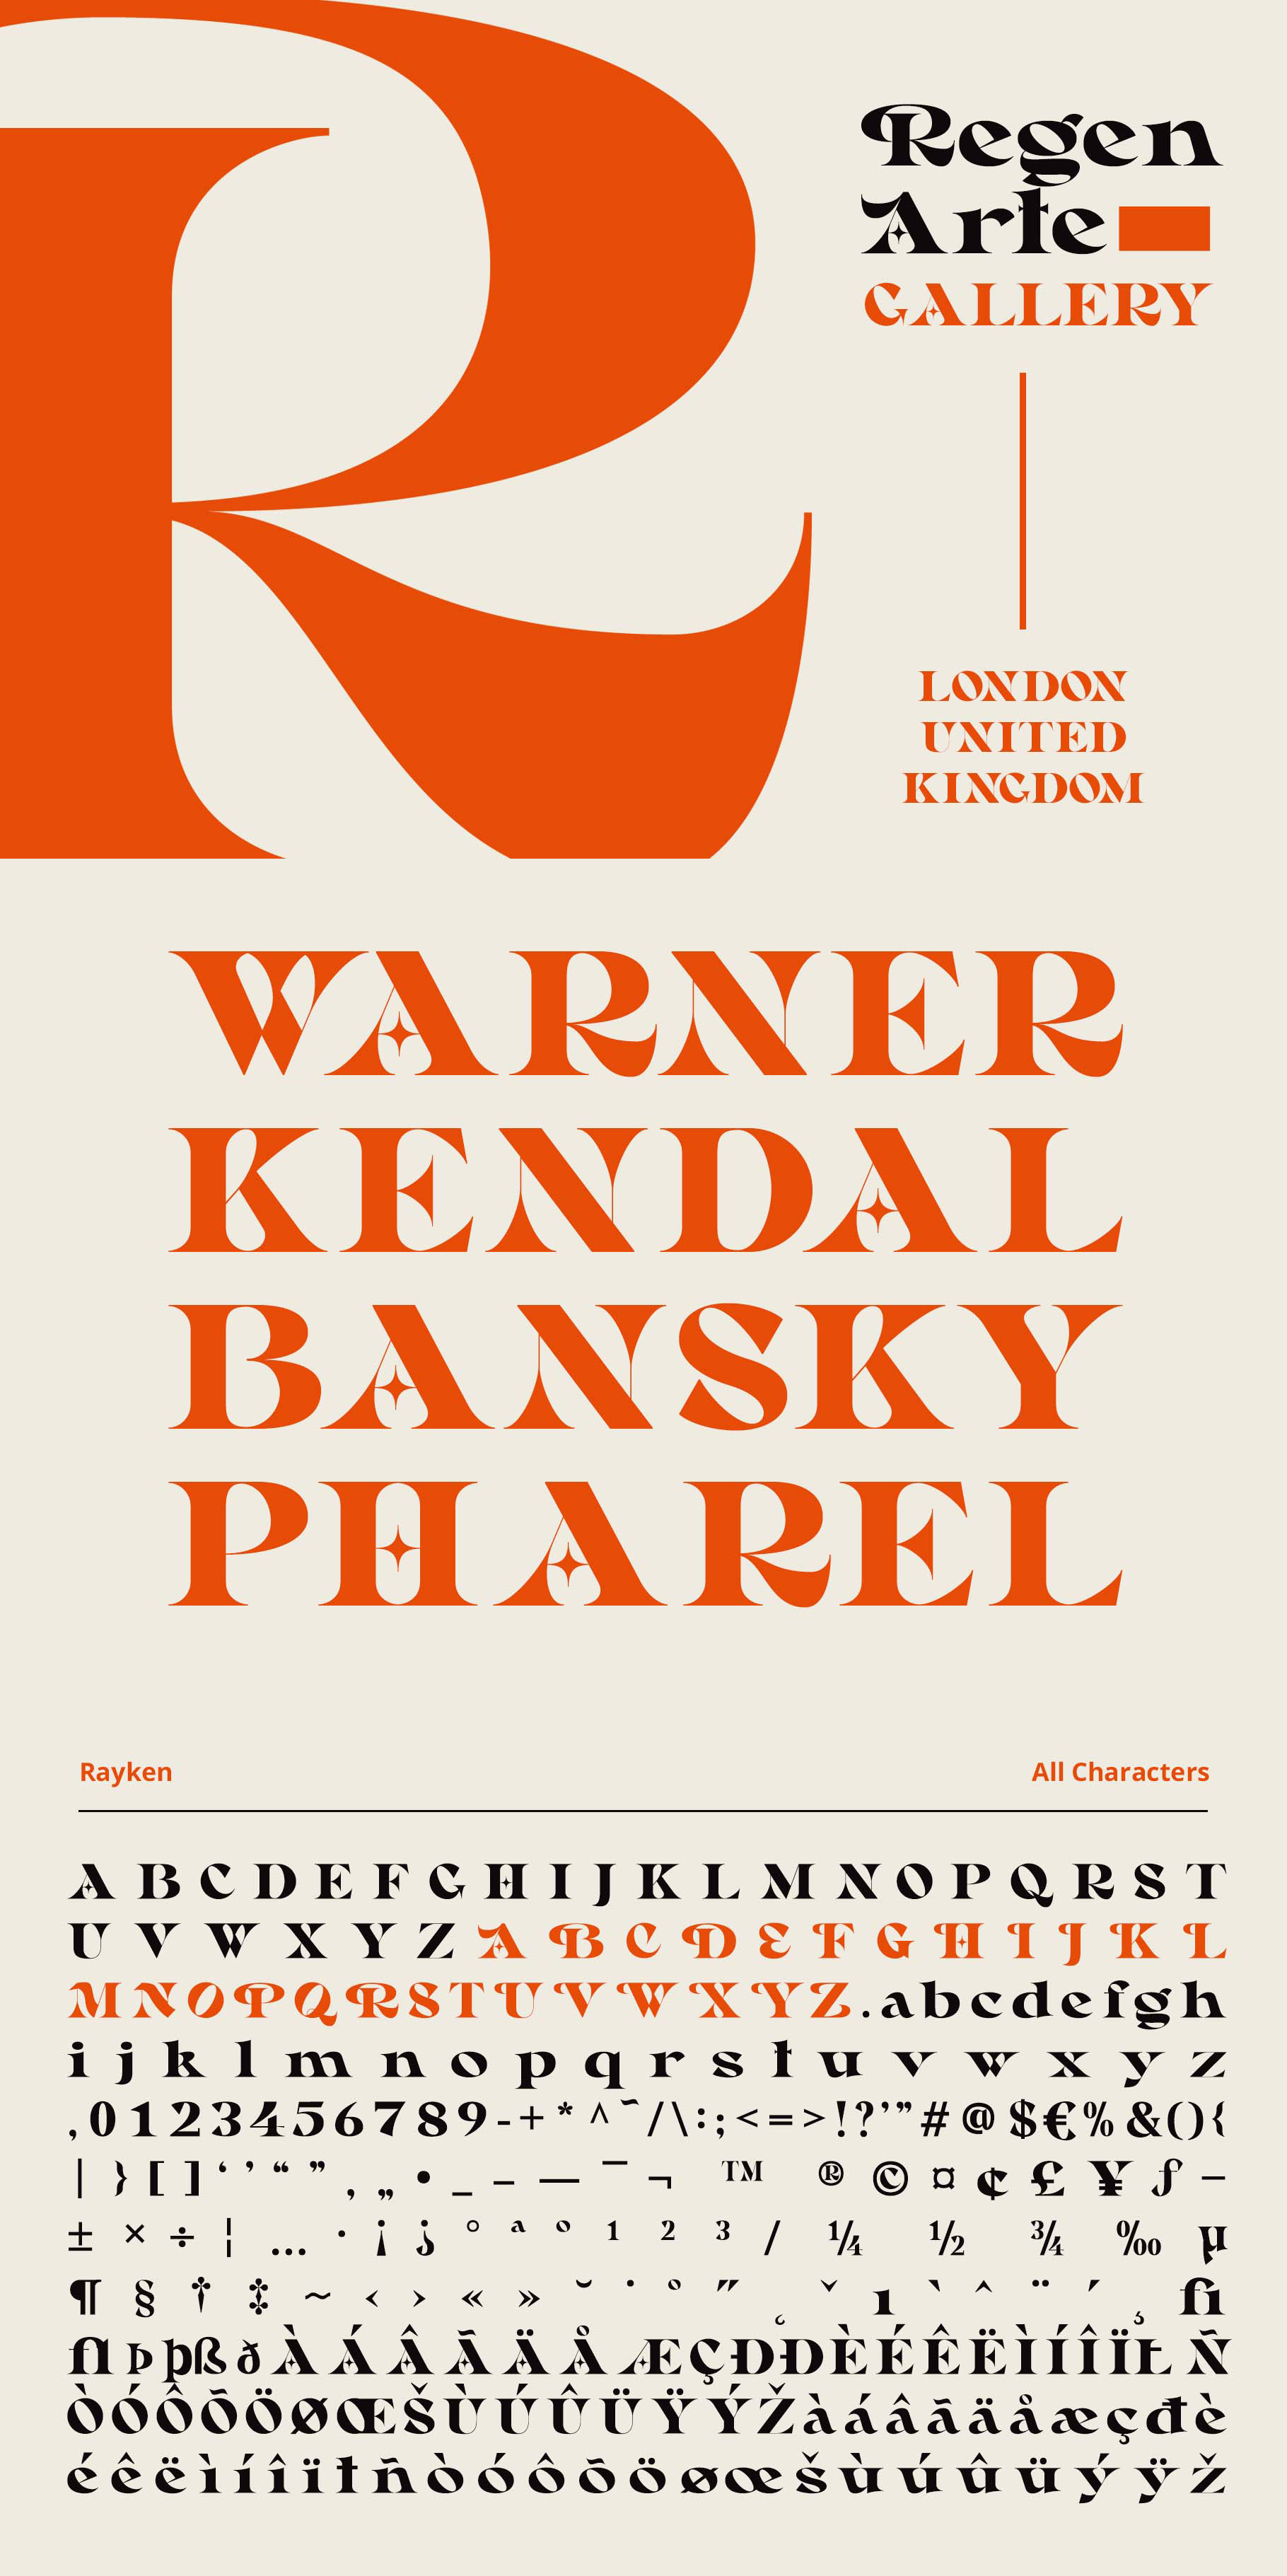 R
Regen
Arte
GALLERY
LONDON
UNITED
KINGDOM
WARNER
KENDAL
BANSKY
PHAREL
Rayken
All Characters
A B C D E F G H I J K L M N O P Q R S T
U V W X Y Z A B C D E F G H I J K L
M N O P Q R S T U V W X Y Z . a b c d e f g h
i j k l m n o p q r s t u v w x y z
, 0 1 2 3 4 5 6 7 8 9 - + * ^ ~ / \ : ; < = > ! ? ' " # @ $ € % & ( ) {
| } [ ] ‘ ’ “ ” ‚ „ • _ – — ¯ ¬ ™ ® © ¤ ¢ £ ¥ ƒ −
± × ÷ ¦ … · ¡ ¿ ° ª º ¹ ² ³ ⁄ ¼ ½ ¾ ‰ µ
¶ § † ‡ ~ ‹ › « » ˘ ˙ ˚ ˝ ˛ ˇ ı ` ˆ ¨ ´ ¸ fi
fl Þ þ ß ð À Á Â Ã Ä Å Æ Ç Ð Đ È É Ê Ë Ì Í Î Ï Ł Ñ
Ò Ó Ô Õ Ö Ø Œ Š Ù Ú Û Ü Ÿ Ý Ž à á â ã ä å æ ç đ è
é ê ë ì í î ï ł ñ ò ó ô õ ö ø œ š ù ú û ü ý ÿ ž